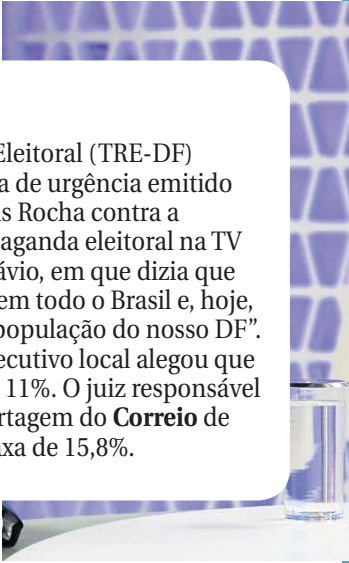 Eleitoral (TRE-DF)
a de urgência emitido
s Rocha contra a
aganda eleitoral na TV
ávio, em que dizia que
em todo o Brasil e, hoje,
população do nosso DF”.
ecutivo local alegou que
11%. O juiz responsável
rtagem do Correio de
xa de 15,8%.